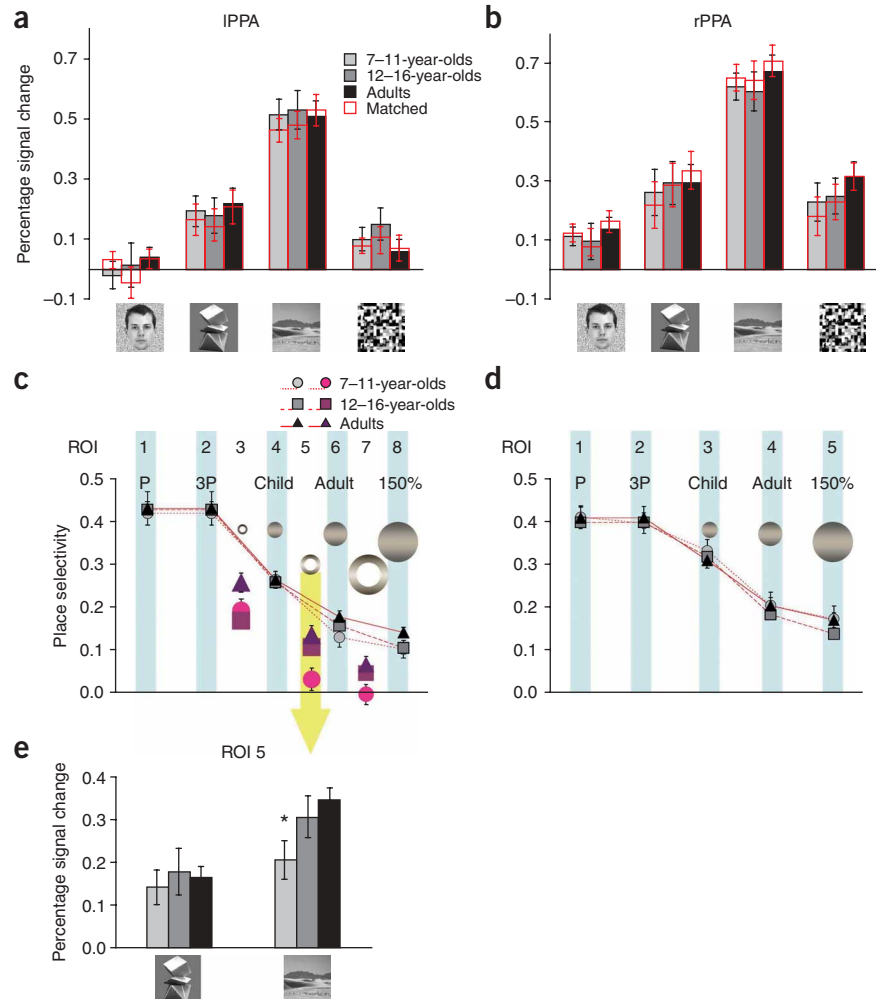 a
lPPA
Percentage signal change
0.7
0.5
0.3
0.1
–0.1
7–11-year-olds
12–16-year-olds
Adults
Matched
b
rPPA
0.7
0.5
0.3
0.1
–0.1
c
7–11-year-olds
12–16-year-olds
Adults
ROI 1 2 3 4 5 6 7 8
P 3P Child Adult 150%
Place selectivity
0.5
0.4
0.3
0.2
0.1
0.0
d
ROI 1 2 3 4 5
P 3P Child Adult 150%
0.5
0.4
0.3
0.2
0.1
0.0
e
ROI 5
Percentage signal change
0.4
0.3
0.2
0.1
0.0
*